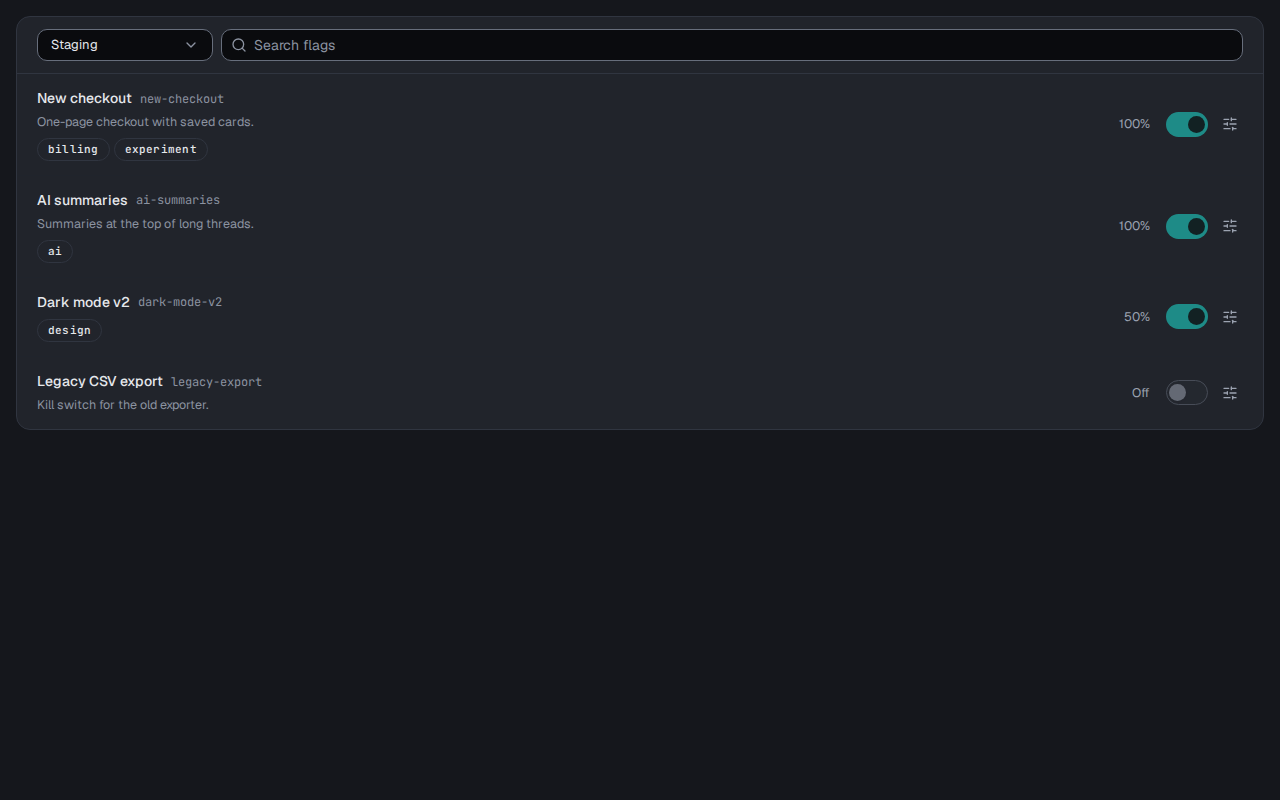 Staging
Search flags
New checkout new-checkout
One-page checkout with saved cards.
billing experiment
100%
AI summaries ai-summaries
Summaries at the top of long threads.
ai
100%
Dark mode v2 dark-mode-v2
design
50%
Legacy CSV export legacy-export
Kill switch for the old exporter.
Off